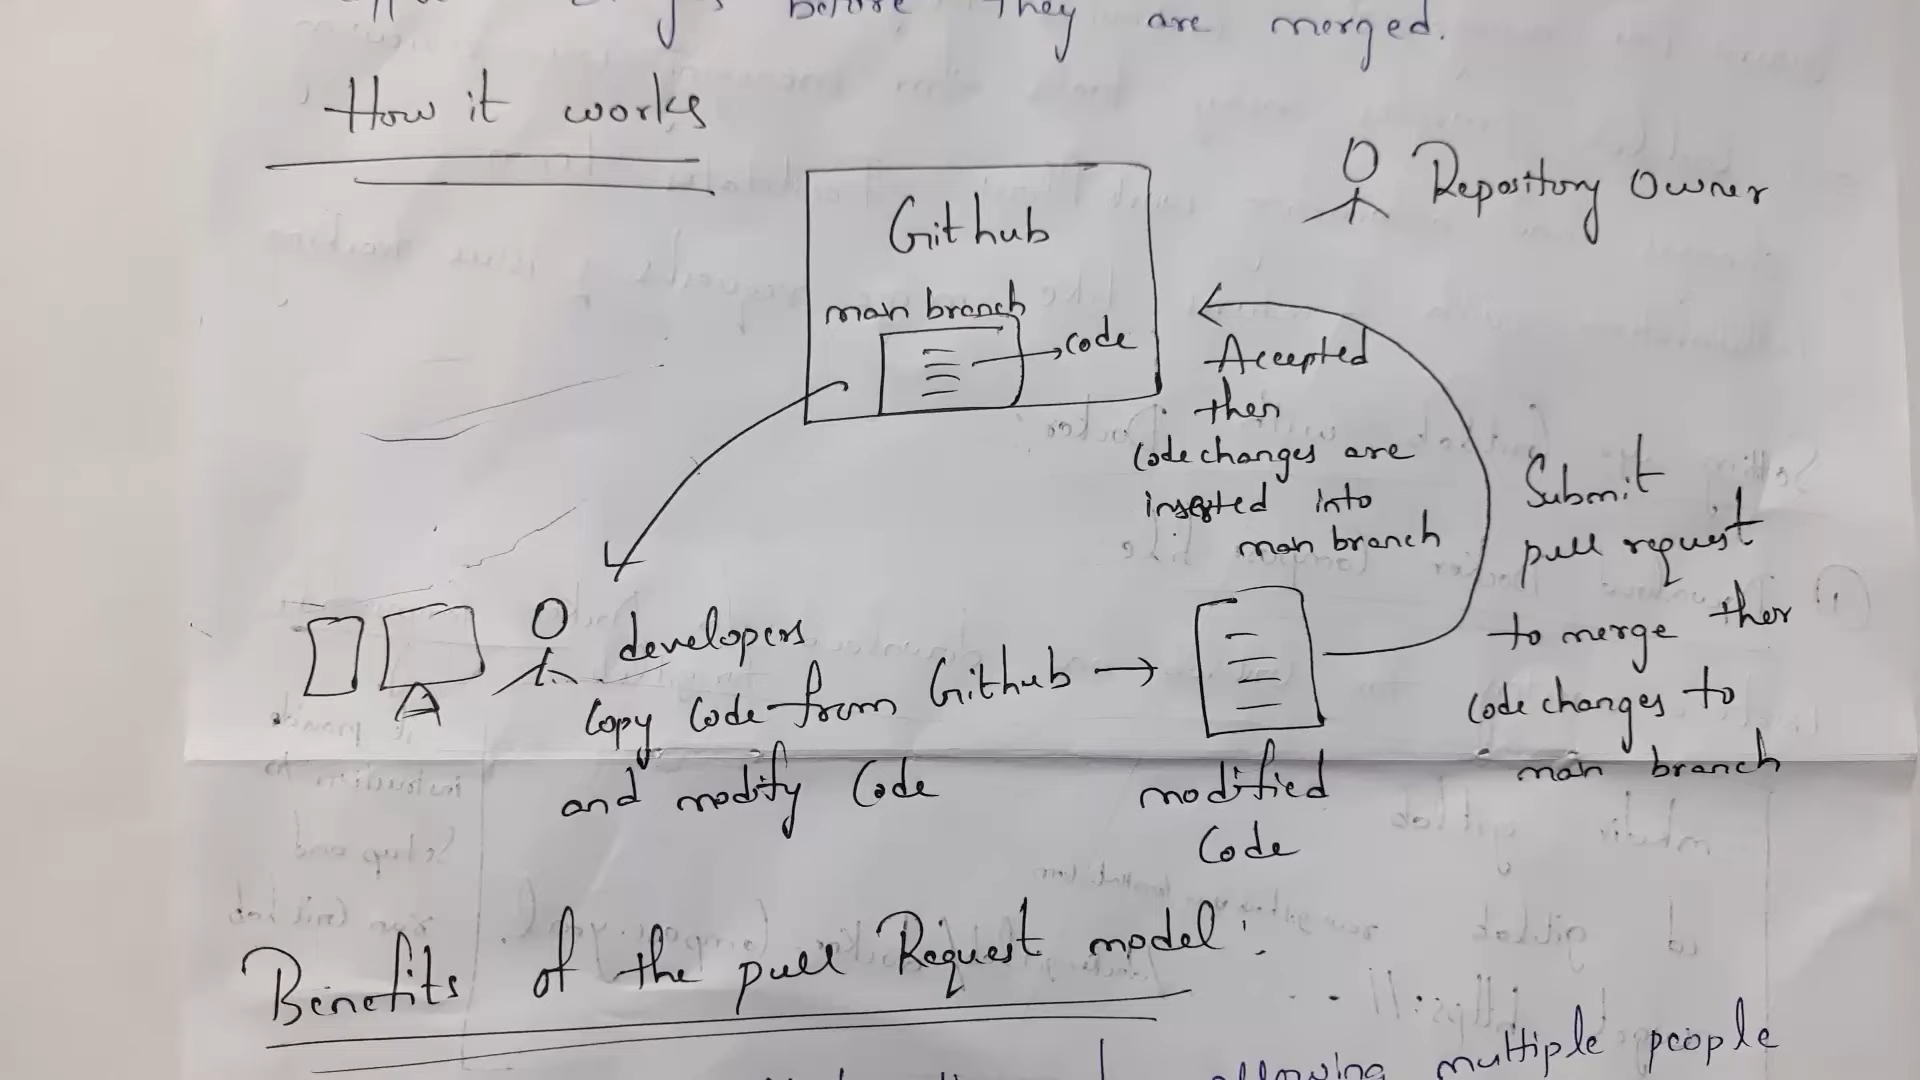 before they are merged.
How it works
Repository Owner
Github
main branch
code
Accepted
then
code changes are
inserted into
main branch
Submit
pull request
to merge their
code changes to
main branch
developers
copy code from Github →
and modify code
modified
code
Benefits of the pull Request model:
allowing multiple people